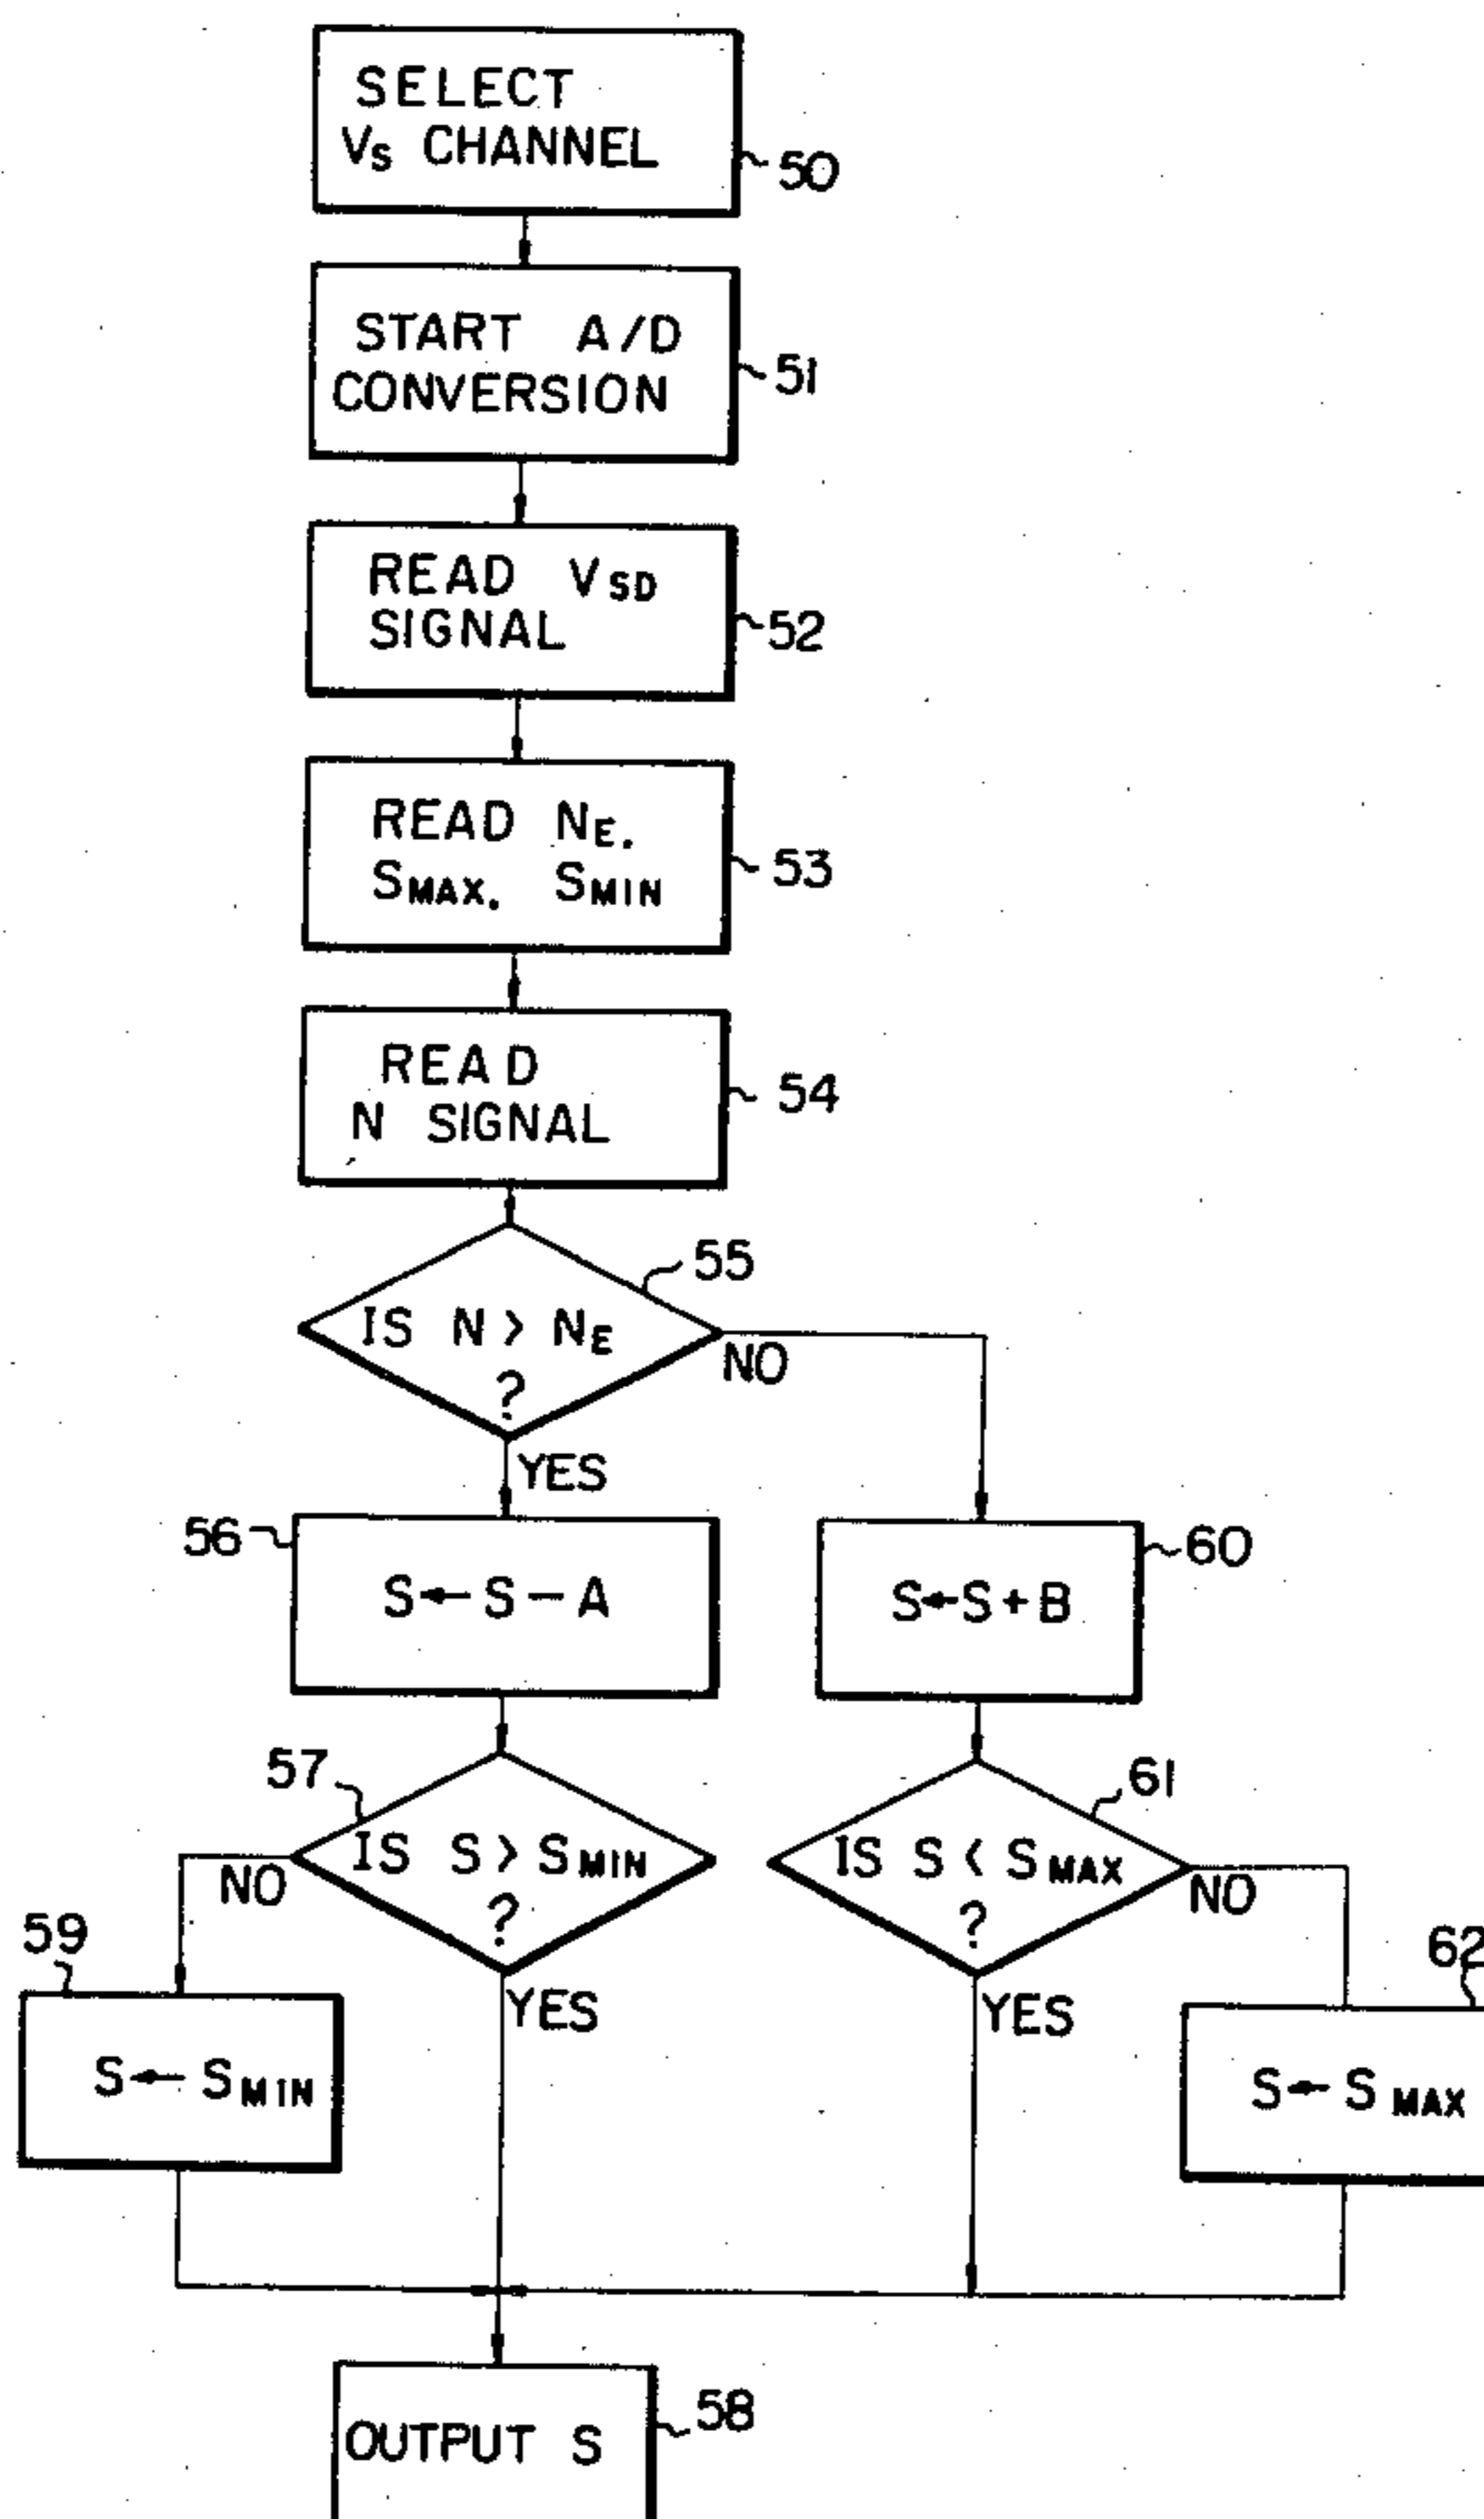 SELECT
VS CHANNEL
50
START A/D
CONVERSION
51
READ VSD
SIGNAL
52
READ NE.
SMAX. SMIN
53
READ
N SIGNAL
54
55
IS N > NE
?
NO
YES
56
S ← S − A
60
S ← S + B
57
IS S > SMIN
?
NO
YES
61
IS S < SMAX
?
NO
YES
59
S ← SMIN
62
S ← SMAX
58
OUTPUT S